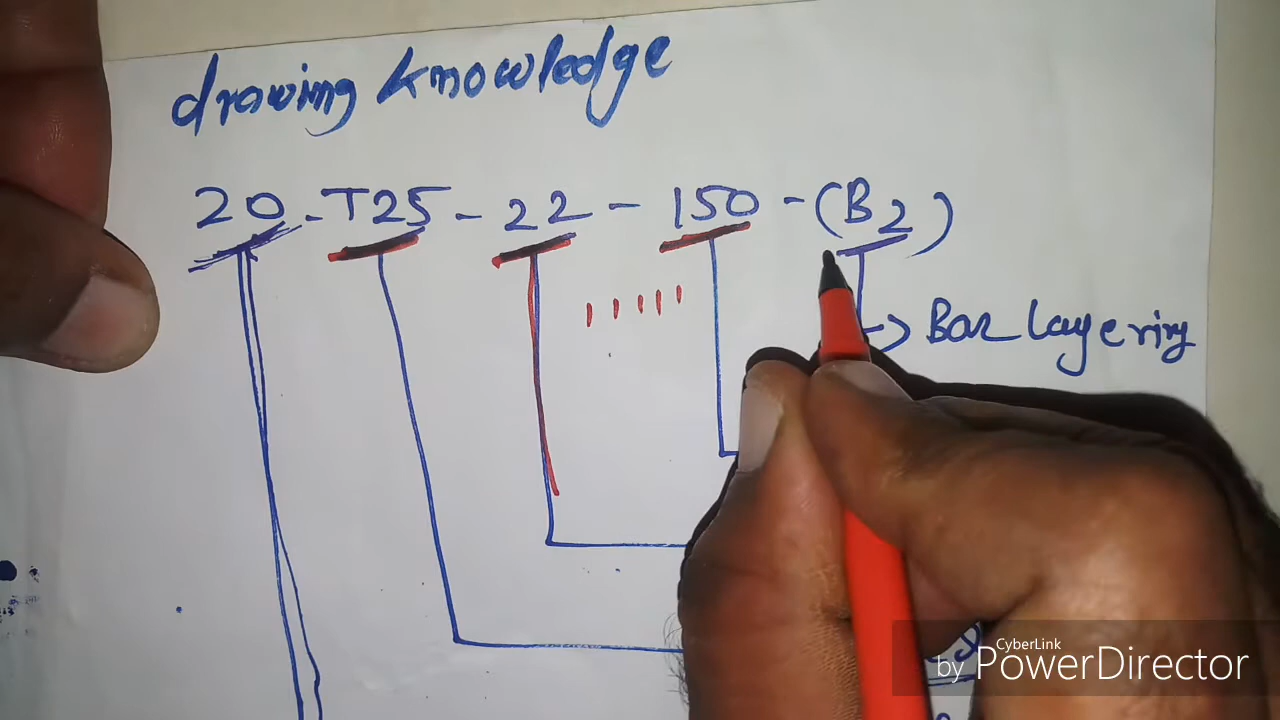 drawing knowledge
20 - T25 - 22 - 150 - (B2)
Bar layering
CyberLink
by PowerDirector